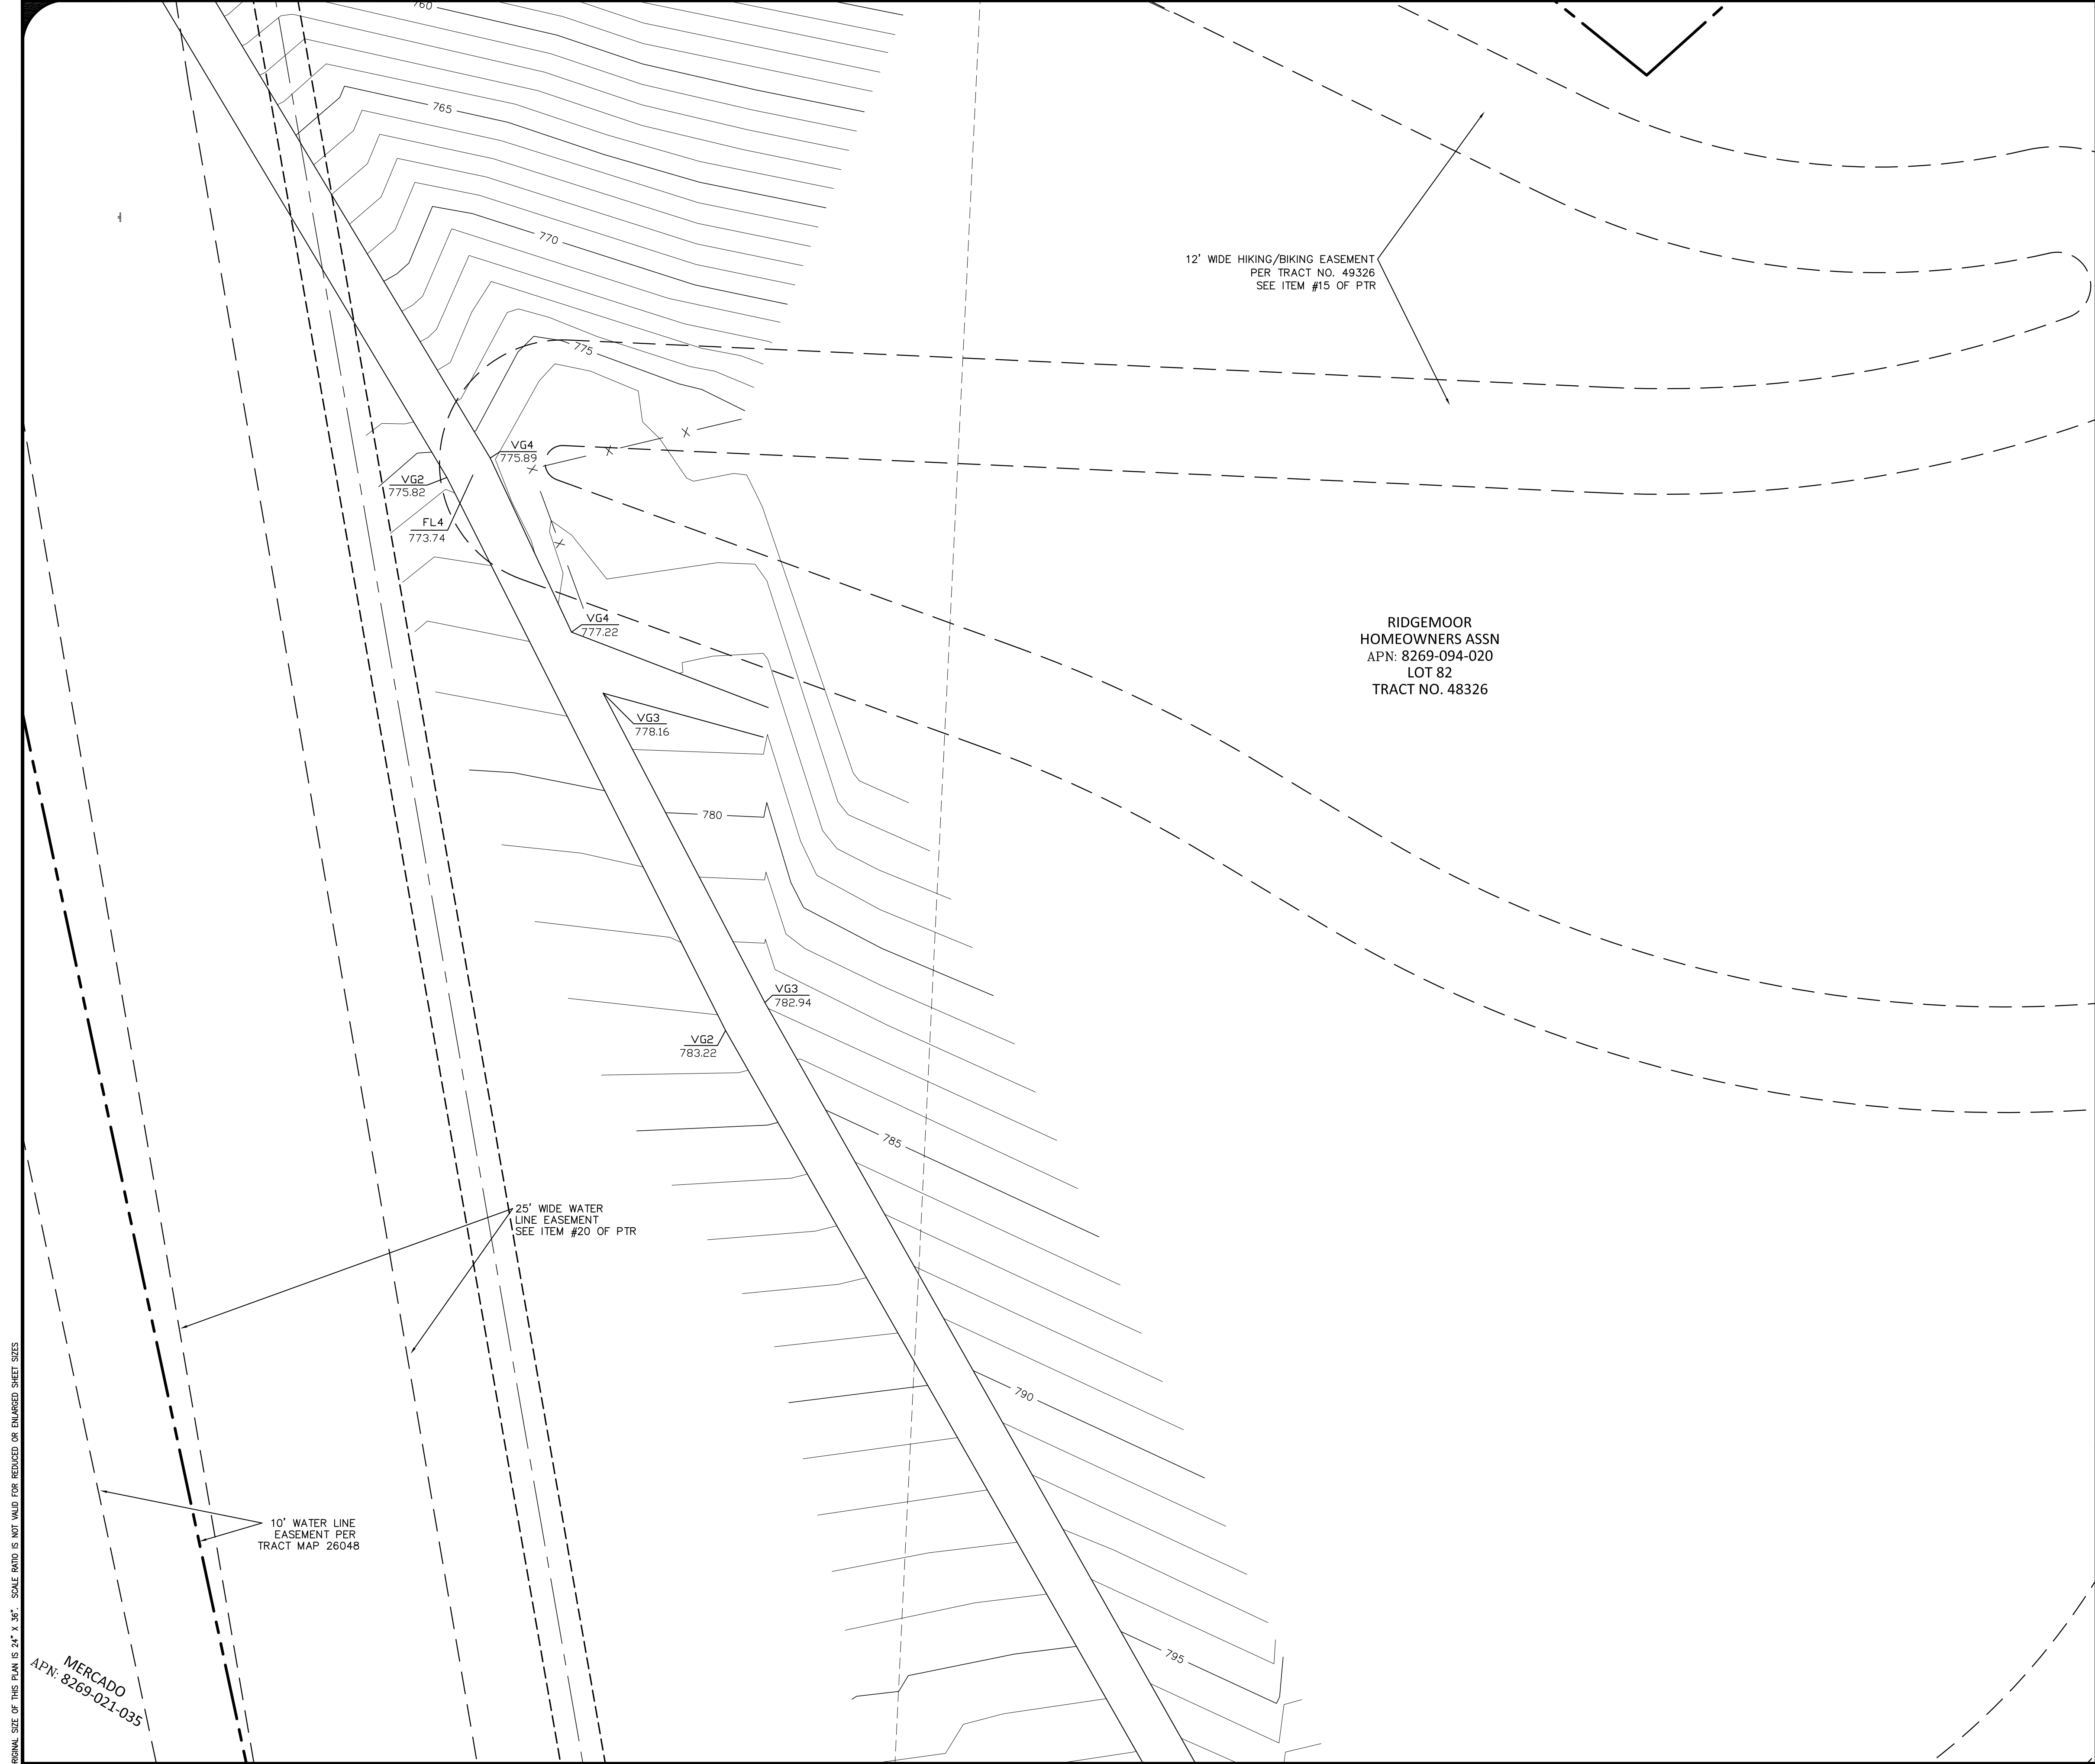 760
765
770
775
12' WIDE HIKING/BIKING EASEMENT
PER TRACT NO. 49326
SEE ITEM #15 OF PTR
VG4
775.89
VG2
775.82
FL4
773.74
VG4
777.22
RIDGEMOOR
HOMEOWNERS ASSN
APN: 8269-094-020
LOT 82
TRACT NO. 48326
VG3
778.16
780
VG3
782.94
VG2
783.22
785
25' WIDE WATER
LINE EASEMENT
SEE ITEM #20 OF PTR
790
10' WATER LINE
EASEMENT PER
TRACT MAP 26048
795
MERCADO
APN: 8269-021-035
SIZE OF THIS PLAN IS 24" X 36". SCALE RATIO IS NOT VALID FOR REDUCED OR ENLARGED SHEET SIZES